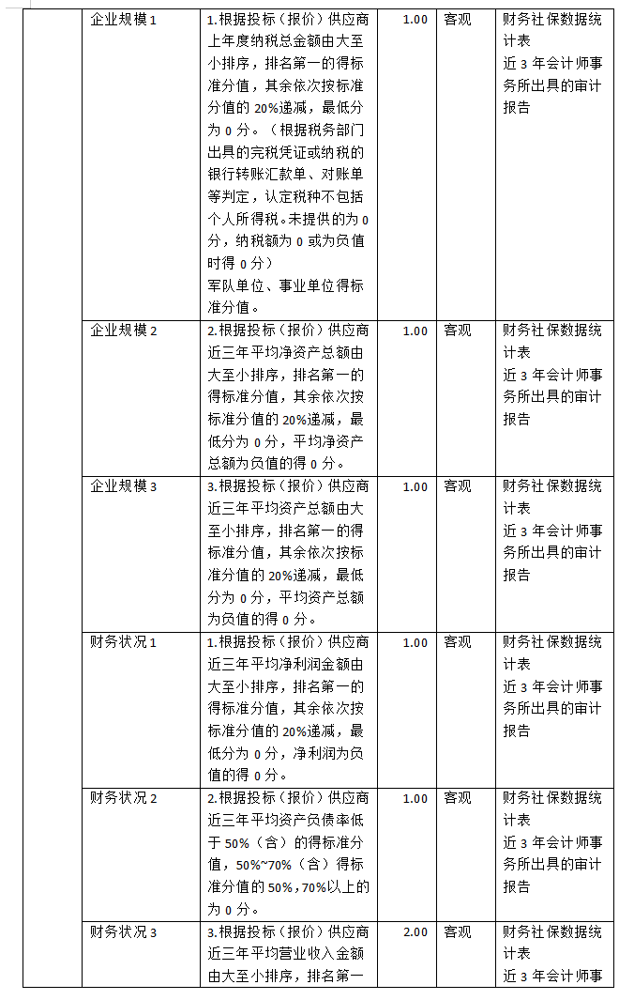 企业规模1
1.根据投标（报价）供应商
上年度纳税总金额由大至
小排序，排名第一的得标
准分值，其余依次按标准
分值的20%递减，最低分
为0分。（根据税务部门
出具的完税凭证或纳税的
银行转账汇款单、对账单
等判定，认定税种不包括
个人所得税。未提供的为0
分，纳税额为0或为负值
时得0分）
军队单位、事业单位得标
准分值。
1.00
客观
财务社保数据统
计表
近3年会计师事
务所出具的审计
报告
企业规模2
2.根据投标（报价）供应商
近三年平均净资产总额由
大至小排序，排名第一的
得标准分值，其余依次按
标准分值的20%递减，最
低分为0分，平均净资产
总额为负值的得0分。
1.00
客观
财务社保数据统
计表
近3年会计师事
务所出具的审计
报告
企业规模3
3.根据投标（报价）供应商
近三年平均资产总额由大
至小排序，排名第一的得
标准分值，其余依次按标
准分值的20%递减，最低
分为0分，平均资产总额
为负值的得0分。
1.00
客观
财务社保数据统
计表
近3年会计师事
务所出具的审计
报告
财务状况1
1.根据投标（报价）供应商
近三年平均净利润金额由
大至小排序，排名第一的
得标准分值，其余依次按
标准分值的20%递减，最
低分为0分，净利润为负
值的得0分。
1.00
客观
财务社保数据统
计表
近3年会计师事
务所出具的审计
报告
财务状况2
2.根据投标（报价）供应商
近三年平均资产负债率低
于50%（含）的得标准分
值，50%~70%（含）得标
准分值的50%，70%以上的
为0分。
1.00
客观
财务社保数据统
计表
近3年会计师事
务所出具的审计
报告
财务状况3
3.根据投标（报价）供应商
近三年平均营业收入金额
由大至小排序，排名第一
2.00
客观
财务社保数据统
计表
近3年会计师事